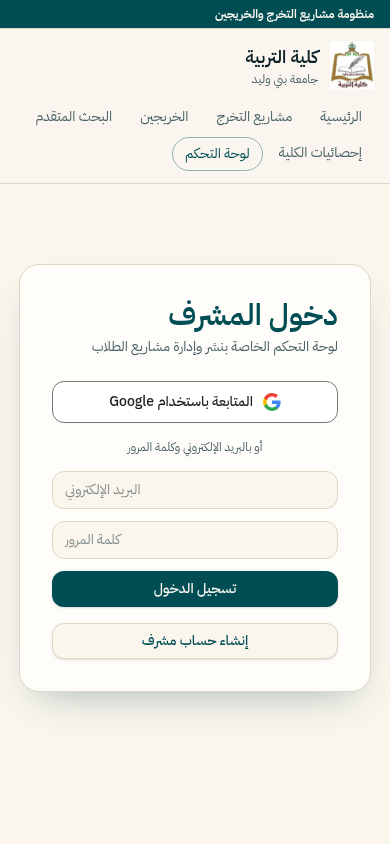 منظومة مشاريع التخرج والخريجين
كلية التربية
جامعة بني وليد
الرئيسية
مشاريع التخرج
الخريجين
البحث المتقدم
إحصائيات الكلية
لوحة التحكم
دخول المشرف
لوحة التحكم الخاصة بنشر وإدارة مشاريع الطلاب
المتابعة باستخدام Google
أو بالبريد الإلكتروني وكلمة المرور
البريد الإلكتروني
كلمة المرور
تسجيل الدخول
إنشاء حساب مشرف